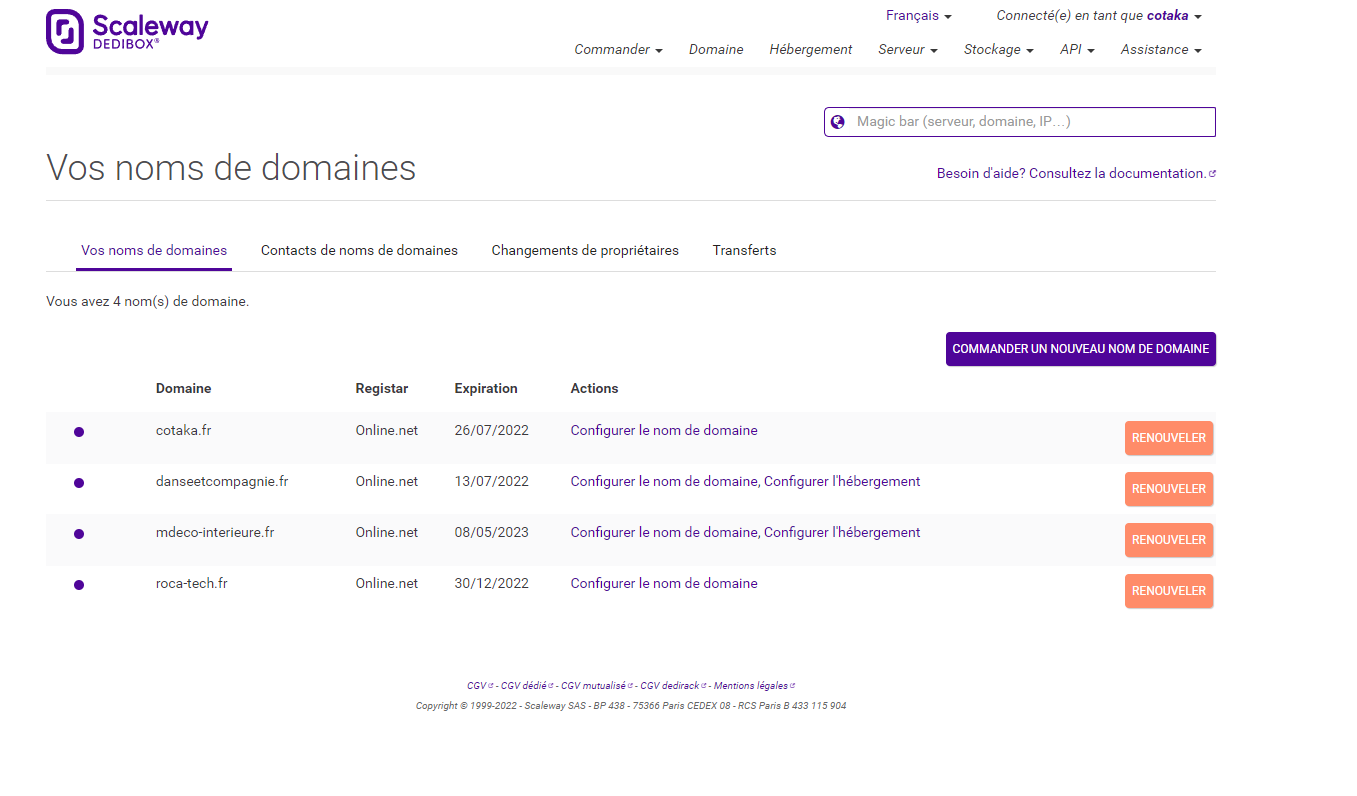 Scaleway
DEDIBOX®
Français
Connecté(e) en tant que cotaka
Commander Domaine Hébergement Serveur Stockage API Assistance
Magic bar (serveur, domaine, IP…)
Vos noms de domaines
Besoin d'aide? Consultez la documentation.
Vos noms de domaines Contacts de noms de domaines Changements de propriétaires Transferts
Vous avez 4 nom(s) de domaine.
COMMANDER UN NOUVEAU NOM DE DOMAINE
Domaine Registar Expiration Actions
cotaka.fr Online.net 26/07/2022 Configurer le nom de domaine RENOUVELER
danseetcompagnie.fr Online.net 13/07/2022 Configurer le nom de domaine, Configurer l'hébergement RENOUVELER
mdeco-interieure.fr Online.net 08/05/2023 Configurer le nom de domaine, Configurer l'hébergement RENOUVELER
roca-tech.fr Online.net 30/12/2022 Configurer le nom de domaine RENOUVELER
CGV - CGV dédié - CGV mutualisé - CGV dedirack - Mentions légales
Copyright © 1999-2022 - Scaleway SAS - BP 438 - 75366 Paris CEDEX 08 - RCS Paris B 433 115 904